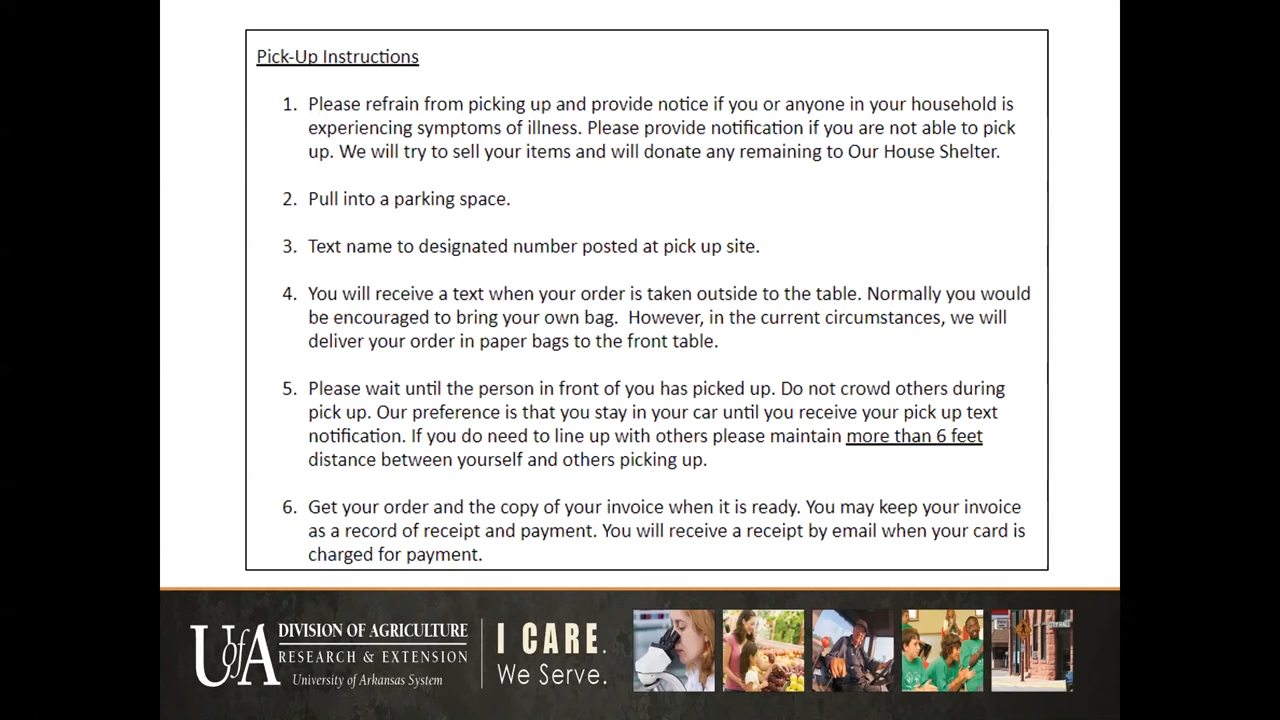 Pick-Up Instructions
1. Please refrain from picking up and provide notice if you or anyone in your household is
experiencing symptoms of illness. Please provide notification if you are not able to pick
up. We will try to sell your items and will donate any remaining to Our House Shelter.
2. Pull into a parking space.
3. Text name to designated number posted at pick up site.
4. You will receive a text when your order is taken outside to the table. Normally you would
be encouraged to bring your own bag.  However, in the current circumstances, we will
deliver your order in paper bags to the front table.
5. Please wait until the person in front of you has picked up. Do not crowd others during
pick up. Our preference is that you stay in your car until you receive your pick up text
notification. If you do need to line up with others please maintain more than 6 feet
distance between yourself and others picking up.
6. Get your order and the copy of your invoice when it is ready. You may keep your invoice
as a record of receipt and payment. You will receive a receipt by email when your card is
charged for payment.
UofA
DIVISION OF AGRICULTURE
RESEARCH & EXTENSION
University of Arkansas System
I CARE.
We Serve.
CITY HALL